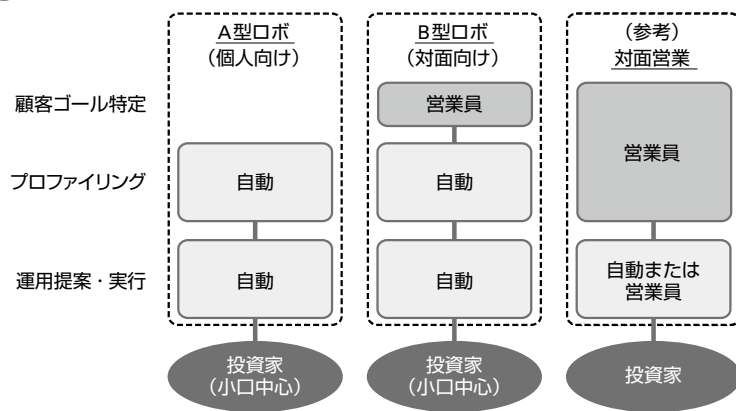 A型ロボ
(個人向け)
B型ロボ
(対面向け)
(参考)
対面営業
顧客ゴール特定
営業員
営業員
プロファイリング
自動
自動
運用提案・実行
自動
自動
自動または
営業員
投資家
(小口中心)
投資家
(小口中心)
投資家